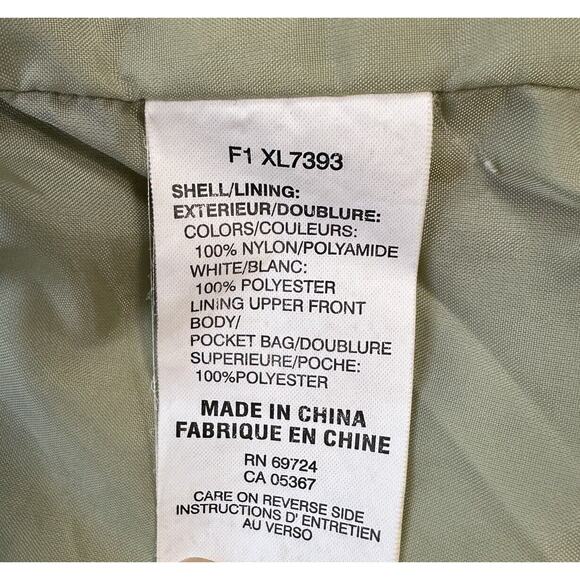 F1 XL7393
SHELL/LINING:
EXTERIEUR/DOUBLURE:
COLORS/COULEURS:
100% NYLON/POLYAMIDE
WHITE/BLANC:
100% POLYESTER
LINING UPPER FRONT
BODY/
POCKET BAG/DOUBLURE
SUPERIEURE/POCHE:
100%POLYESTER
MADE IN CHINA
FABRIQUE EN CHINE
RN 69724
CA 05367
CARE ON REVERSE SIDE
INSTRUCTIONS D' ENTRETIEN
AU VERSO